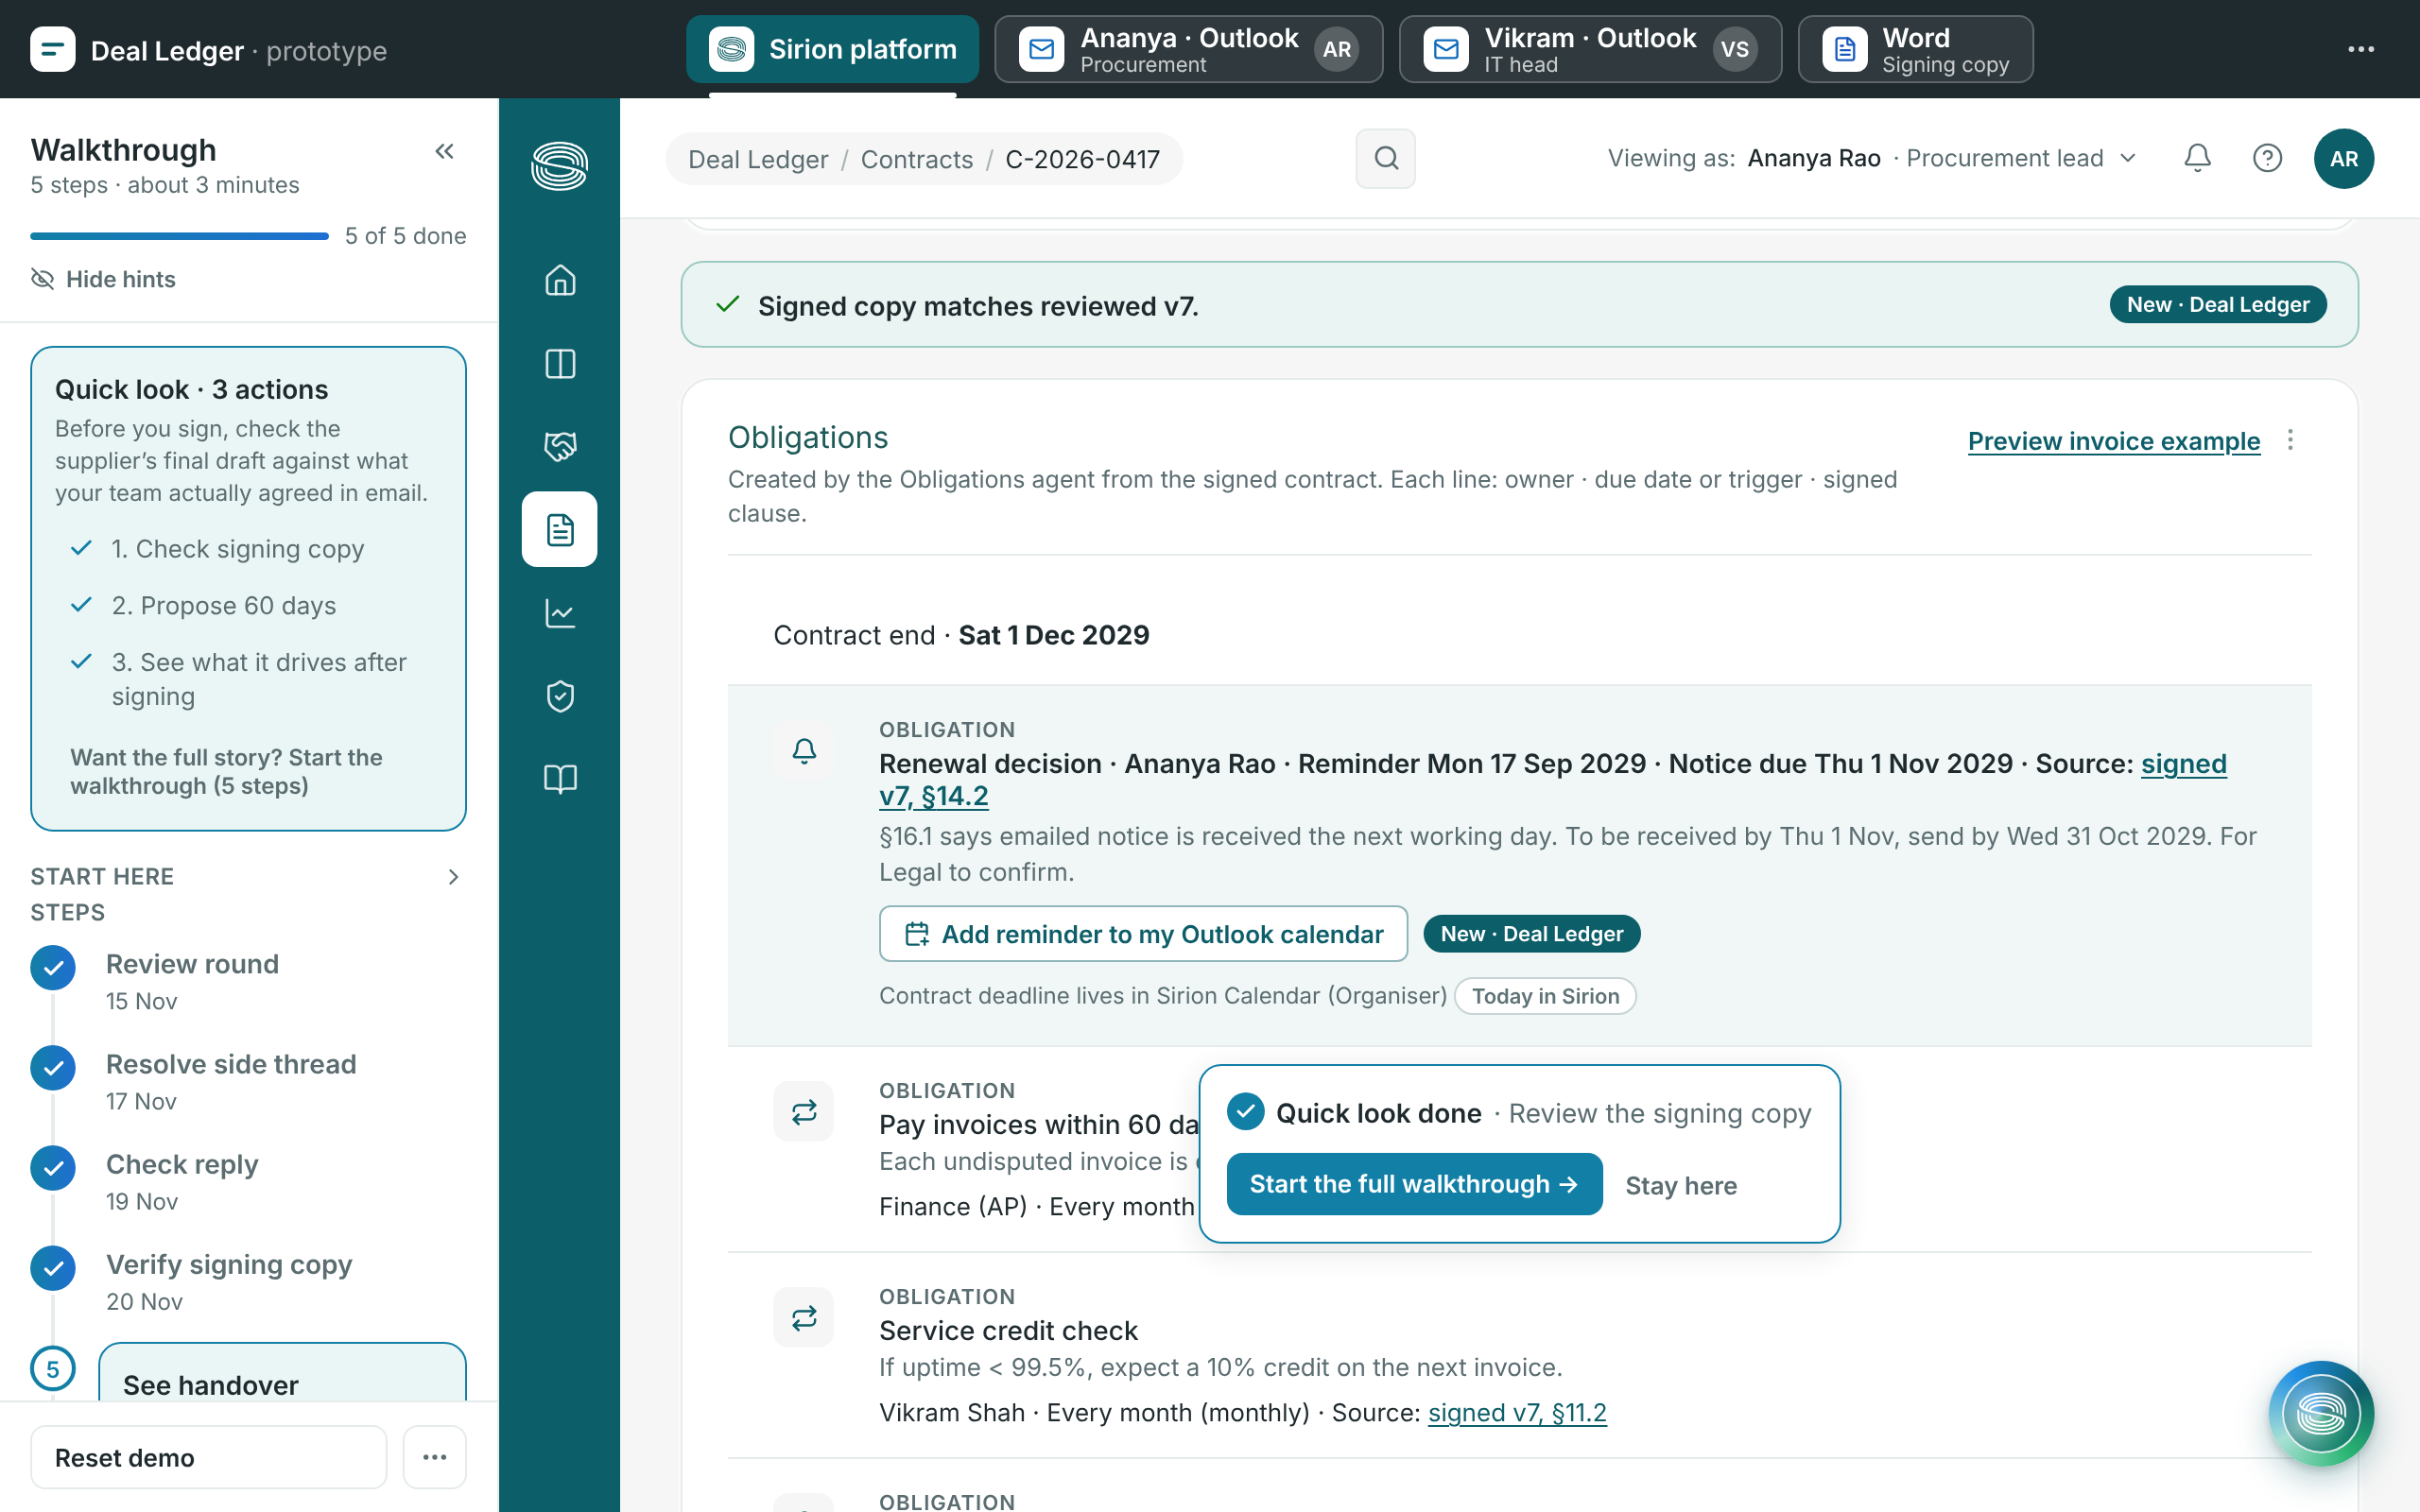 Deal Ledger · prototype
Sirion platform
Ananya · Outlook
Procurement
AR
Vikram · Outlook
IT head
VS
Word
Signing copy
Walkthrough
5 steps · about 3 minutes
5 of 5 done
Hide hints
Quick look · 3 actions
Before you sign, check the
supplier’s final draft against what
your team actually agreed in email.
1. Check signing copy
2. Propose 60 days
3. See what it drives after
signing
Want the full story? Start the
walkthrough (5 steps)
START HERE
STEPS
Review round
15 Nov
Resolve side thread
17 Nov
Check reply
19 Nov
Verify signing copy
20 Nov
5
See handover
Reset demo
Deal Ledger / Contracts / C-2026-0417
Viewing as: Ananya Rao · Procurement lead
AR
Signed copy matches reviewed v7.
New · Deal Ledger
Obligations
Preview invoice example
Created by the Obligations agent from the signed contract. Each line: owner · due date or trigger · signed
clause.
Contract end · Sat 1 Dec 2029
OBLIGATION
Renewal decision · Ananya Rao · Reminder Mon 17 Sep 2029 · Notice due Thu 1 Nov 2029 · Source: signed
v7, §14.2
§16.1 says emailed notice is received the next working day. To be received by Thu 1 Nov, send by Wed 31 Oct 2029. For
Legal to confirm.
Add reminder to my Outlook calendar
New · Deal Ledger
Contract deadline lives in Sirion Calendar (Organiser)
Today in Sirion
OBLIGATION
Pay invoices within 60 da
Each undisputed invoice is
Finance (AP) · Every month
Quick look done · Review the signing copy
Start the full walkthrough →
Stay here
OBLIGATION
Service credit check
If uptime < 99.5%, expect a 10% credit on the next invoice.
Vikram Shah · Every month (monthly) · Source: signed v7, §11.2
OBLIGATION